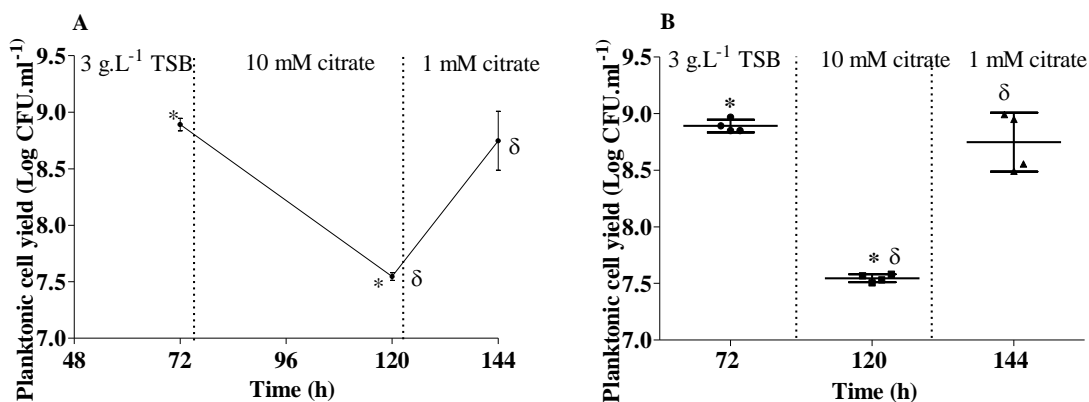 A
Planktonic cell yield (Log CFU.ml⁻¹)
3 g.L⁻¹ TSB 10 mM citrate 1 mM citrate
9.5
9.0
8.5
8.0
7.5
7.0
*
* δ
δ
48 72 96 120 144
Time (h)
B
Planktonic cell yield (Log CFU.ml⁻¹)
3 g.L⁻¹ TSB 10 mM citrate 1 mM citrate
9.5
9.0
8.5
8.0
7.5
7.0
*
* δ
δ
72 120 144
Time (h)